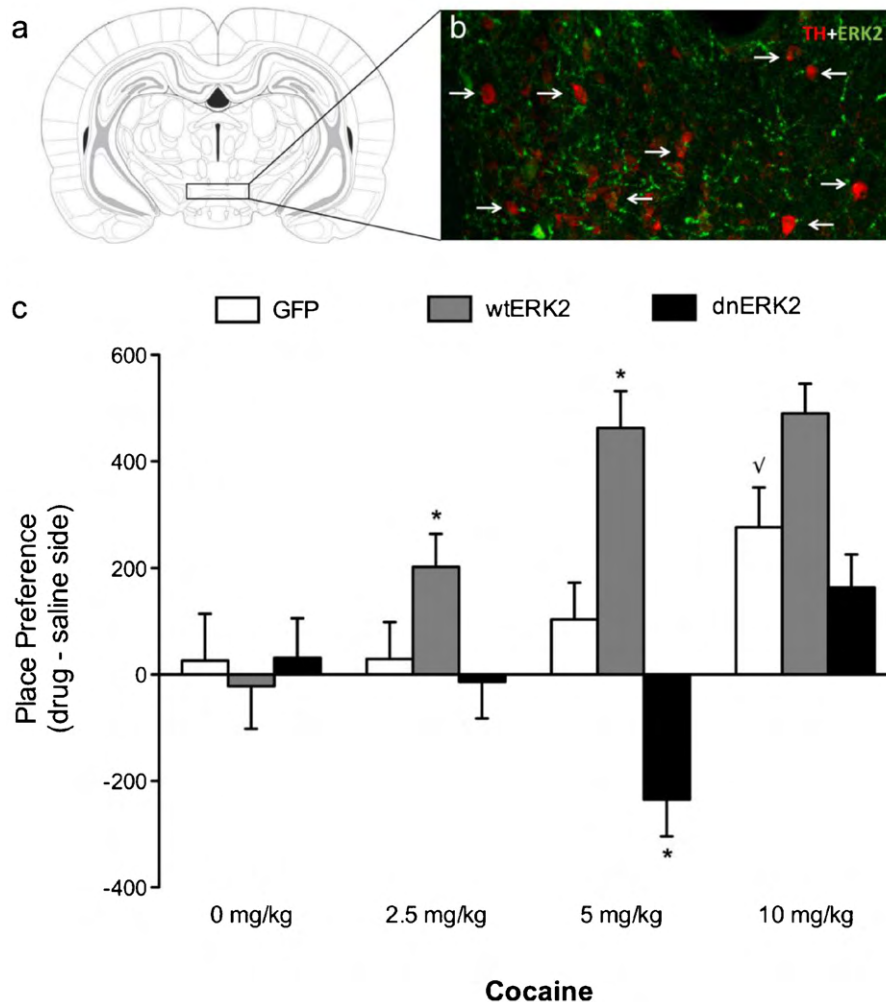 a
b
TH+ERK2
c
GFP
wtERK2
dnERK2
Place Preference
(drug - saline side)
600
400
200
0
-200
-400
*
*
*
√
0 mg/kg
2.5 mg/kg
5 mg/kg
10 mg/kg
Cocaine